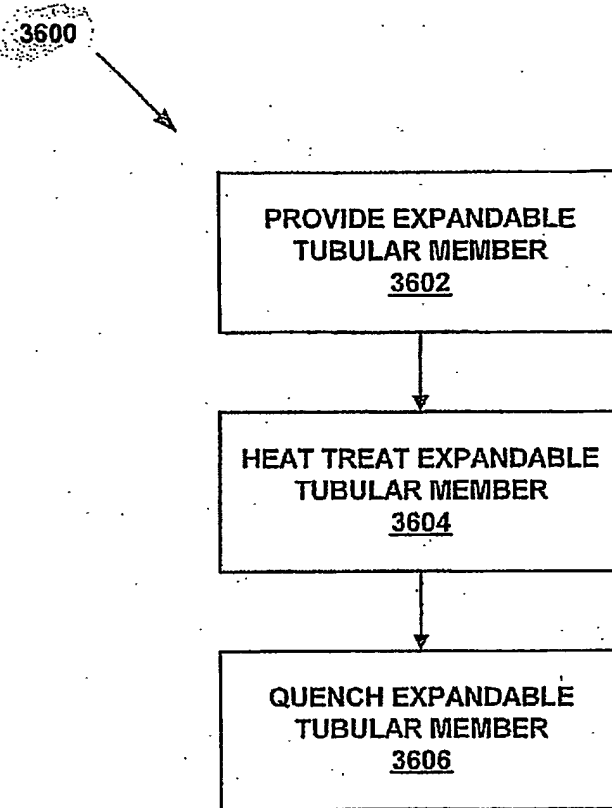 3600
PROVIDE EXPANDABLE
TUBULAR MEMBER
3602
HEAT TREAT EXPANDABLE
TUBULAR MEMBER
3604
QUENCH EXPANDABLE
TUBULAR MEMBER
3606